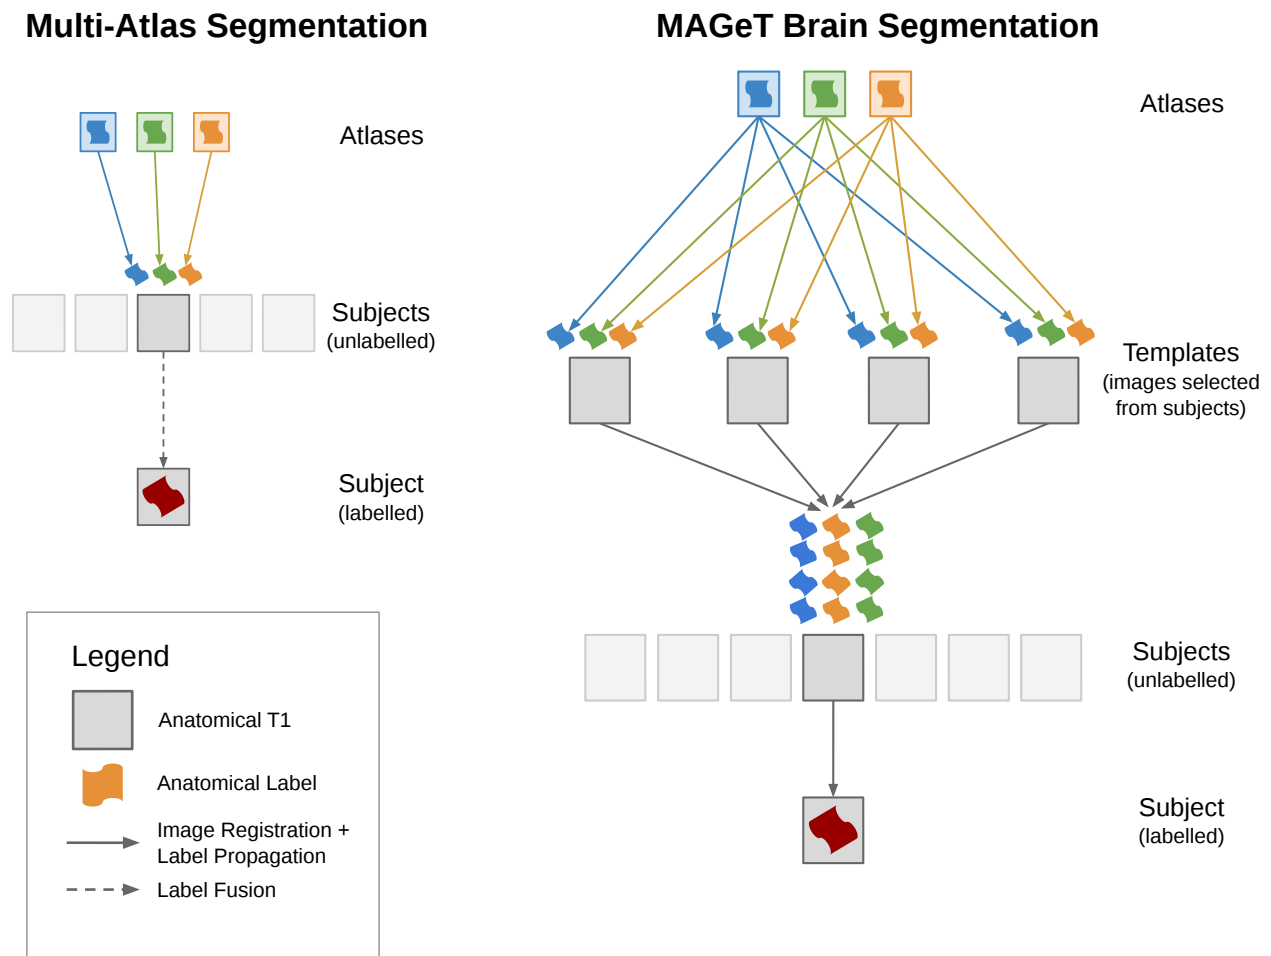 Multi-Atlas Segmentation
Atlases
Subjects
(unlabelled)
Subject
(labelled)
Legend
Anatomical T1
Anatomical Label
Image Registration +
Label Propagation
Label Fusion
MAGeT Brain Segmentation
Atlases
Templates
(images selected
from subjects)
Subjects
(unlabelled)
Subject
(labelled)